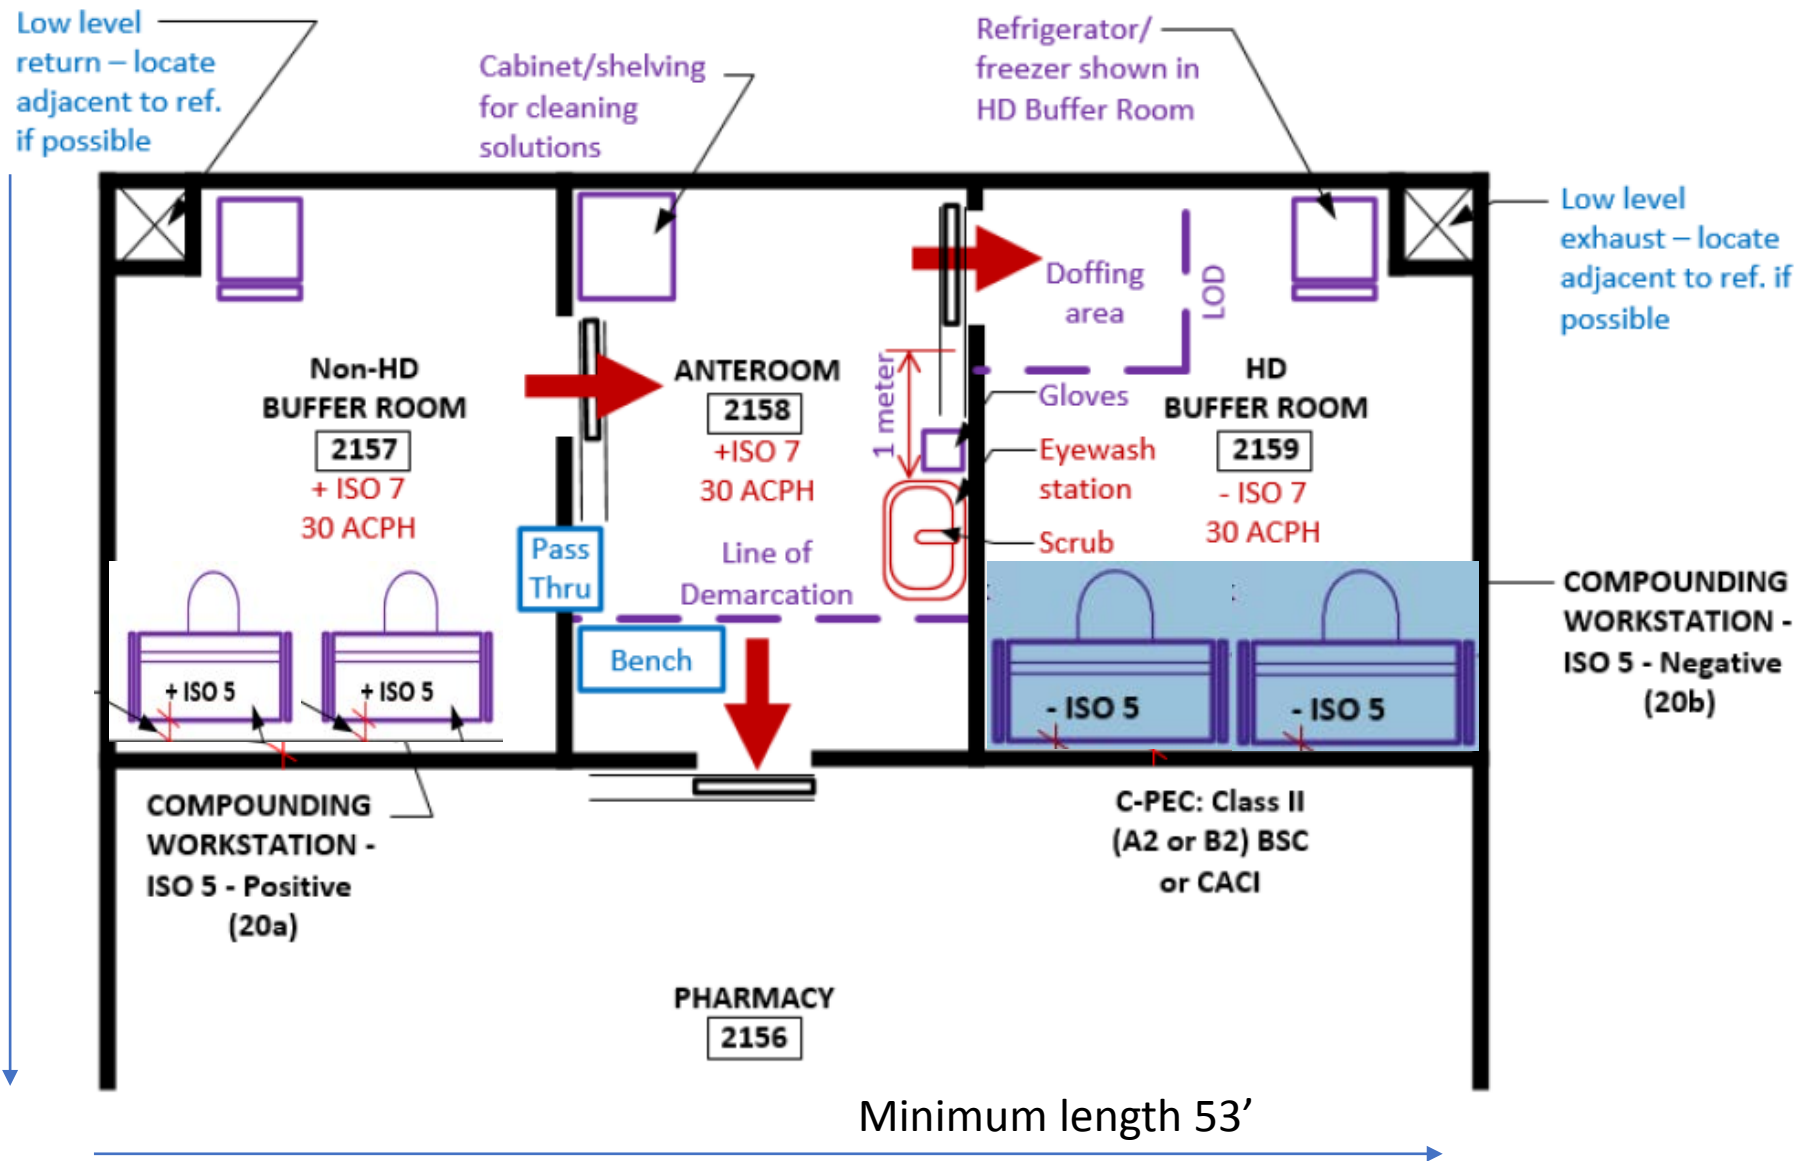 Low level
return – locate
adjacent to ref.
if possible
Cabinet/shelving
for cleaning
solutions
Refrigerator/
freezer shown in
HD Buffer Room
Low level
exhaust – locate
adjacent to ref. if
possible
Doffing
area
LOD
Non-HD
BUFFER ROOM
2157
+ ISO 7
30 ACPH
ANTEROOM
2158
+ISO 7
30 ACPH
1 meter
Gloves
Eyewash
station
Scrub
HD
BUFFER ROOM
2159
- ISO 7
30 ACPH
Pass
Thru
Line of
Demarcation
Bench
+ ISO 5
+ ISO 5
- ISO 5
- ISO 5
COMPOUNDING
WORKSTATION -
ISO 5 - Negative
(20b)
COMPOUNDING
WORKSTATION -
ISO 5 - Positive
(20a)
C-PEC: Class II
(A2 or B2) BSC
or CACI
PHARMACY
2156
Minimum length 53’